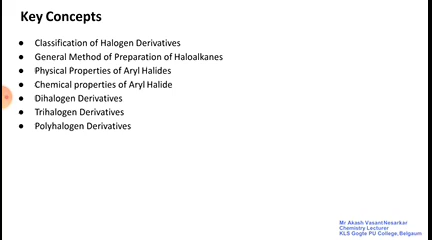 Key Concepts
● Classification of Halogen Derivatives
● General Method of Preparation of Haloalkanes
● Physical Properties of Aryl Halides
● Chemical properties of Aryl Halide
● Dihalogen Derivatives
● Trihalogen Derivatives
● Polyhalogen Derivatives
Mr Akash Vasant Nesarkar
Chemistry Lecturer
KLS Gogte PU College, Belgaum